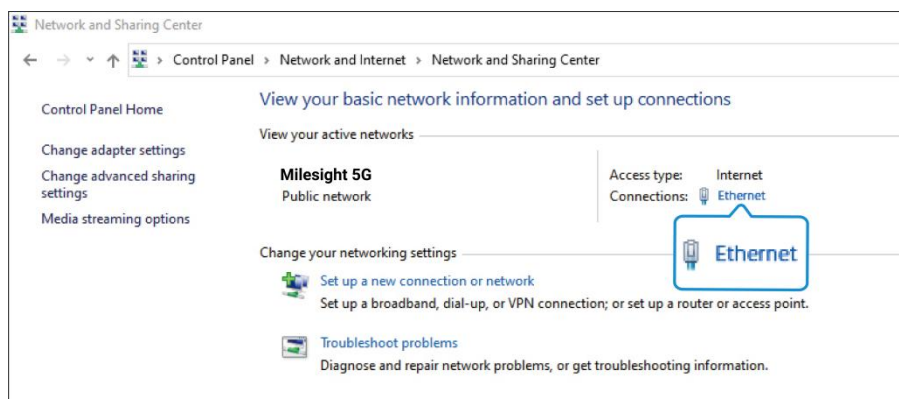 Network and Sharing Center
Control Panel > Network and Internet > Network and Sharing Center
Control Panel Home
Change adapter settings
Change advanced sharing
settings
Media streaming options
View your basic network information and set up connections
View your active networks
Milesight 5G
Public network
Access type: Internet
Connections: Ethernet
Ethernet
Change your networking settings
Set up a new connection or network
Set up a broadband, dial-up, or VPN connection; or set up a router or access point.
Troubleshoot problems
Diagnose and repair network problems, or get troubleshooting information.